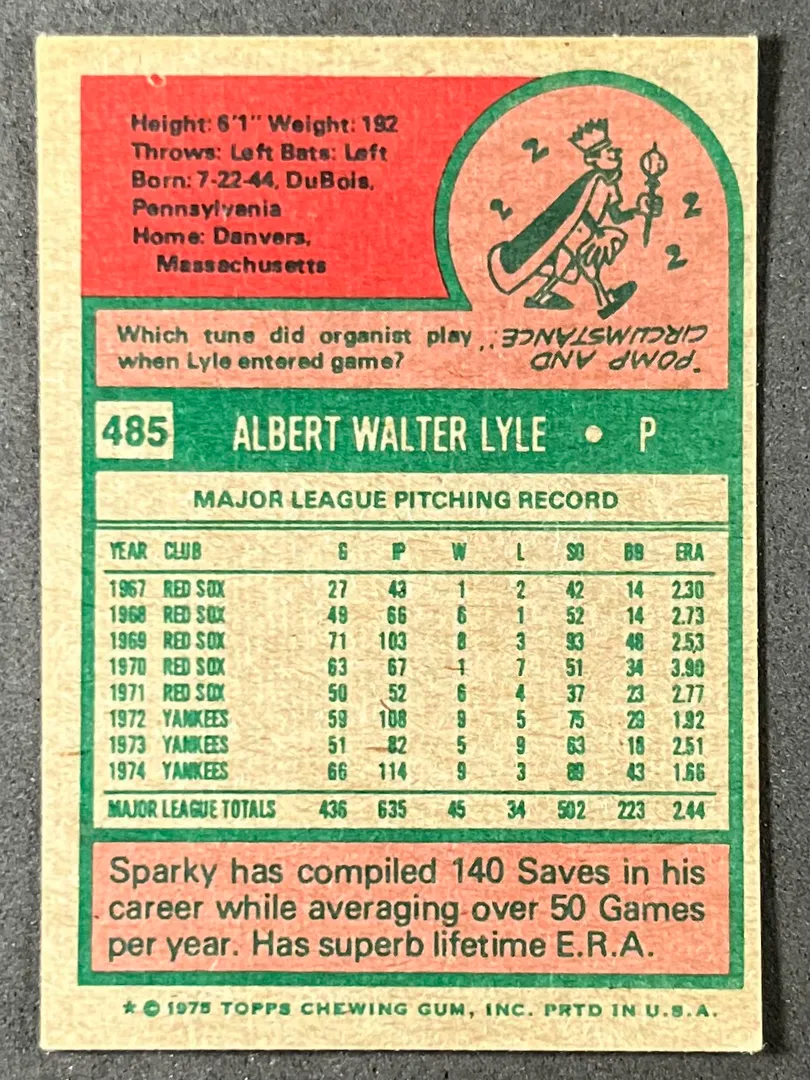 Height: 6'1" Weight: 192
Throws: Left Bats: Left
Born: 7-22-44, DuBois,
Pennsylvania
Home: Danvers,
Massachusetts
2
2
2
2
Which tune did organist play
when Lyle entered game?
"POMP AND
CIRCUMSTANCE."
485 ALBERT WALTER LYLE • P
MAJOR LEAGUE PITCHING RECORD
YEAR CLUB G IP W L SO BB ERA
1967 RED SOX 27 43 1 2 42 14 2.30
1968 RED SOX 49 66 6 1 52 14 2.73
1969 RED SOX 71 103 8 3 93 48 2.53
1970 RED SOX 63 67 1 7 51 34 3.90
1971 RED SOX 50 52 6 4 37 23 2.77
1972 YANKEES 59 108 9 5 75 29 1.92
1973 YANKEES 51 82 5 9 63 18 2.51
1974 YANKEES 66 114 9 3 89 43 1.66
MAJOR LEAGUE TOTALS 436 635 45 34 502 223 2.44
Sparky has compiled 140 Saves in his
career while averaging over 50 Games
per year. Has superb lifetime E.R.A.
* © 1975 TOPPS CHEWING GUM, INC. PRTD IN U.S.A.